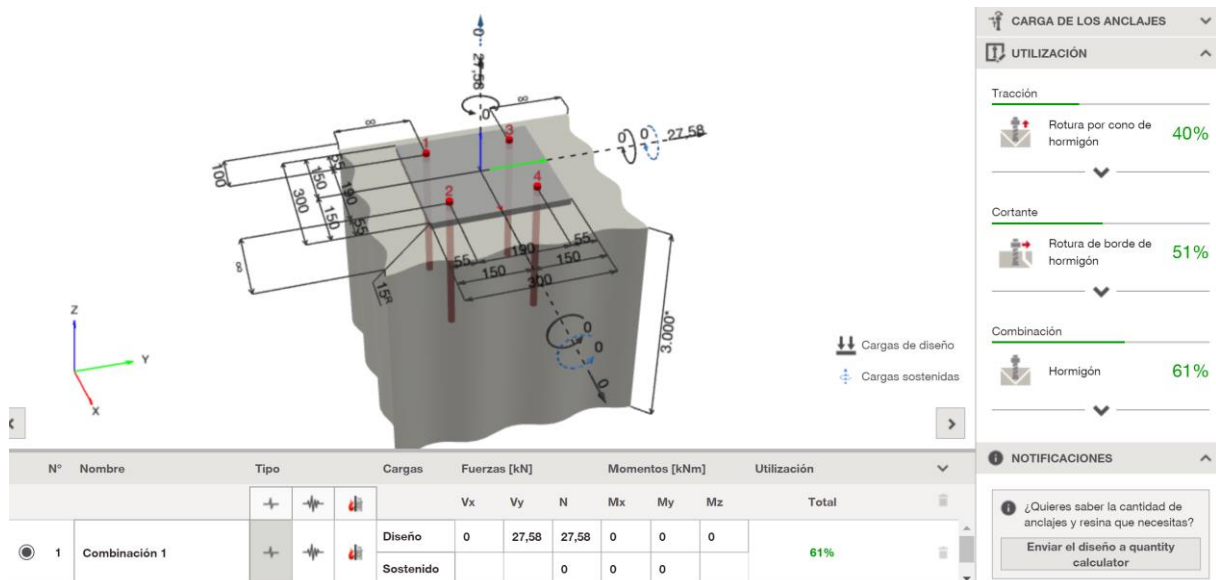 0
27,58
0
∞
∞
1
3
0
0
27,58
100
55
150
190
300
150
55
2
4
∞
55
190
55
150
150
300
15°
0
0
0
3.000*
Z
Y
X
Cargas de diseño
Cargas sostenidas
CARGA DE LOS ANCLAJES
UTILIZACIÓN
Tracción
Rotura por cono de
hormigón
40%
Cortante
Rotura de borde de
hormigón
51%
Combinación
Hormigón
61%
NOTIFICACIONES
¿Quieres saber la cantidad de
anclajes y resina que necesitas?
Enviar el diseño a quantity
calculator
N° Nombre Tipo Cargas Fuerzas [kN] Momentos [kNm] Utilización
Vx Vy N Mx My Mz Total
1 Combinación 1 Diseño 0 27,58 27,58 0 0 0 61%
Sostenido 0 0 0